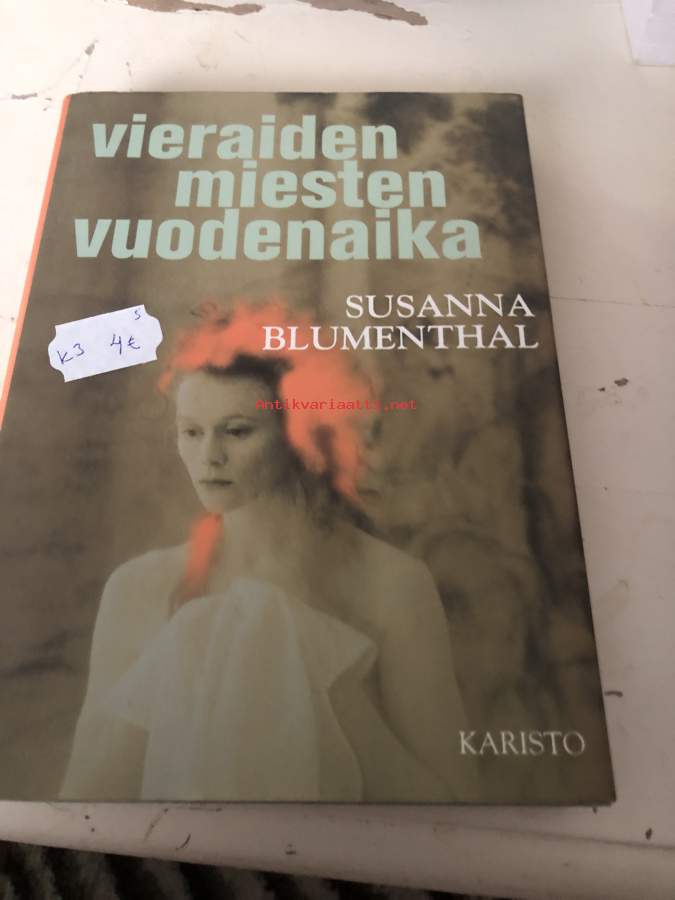 vieraiden
miesten
vuodenaika
SUSANNA
BLUMENTHAL
s
K3 4€
Antikvariaatti.net
KARISTO